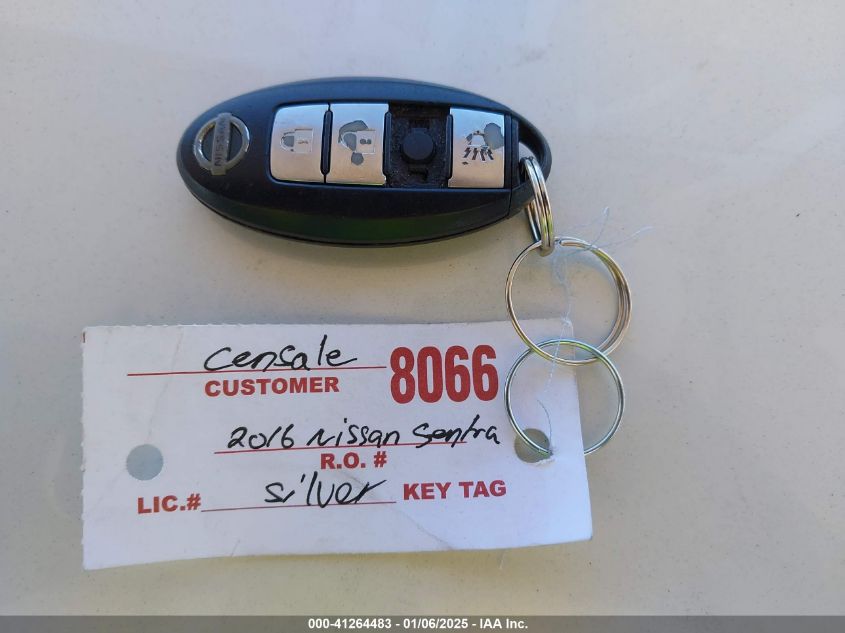 NISSAN
Censale
CUSTOMER 8066
2016 Nissan Sentra
R.O. #
LIC.# silver KEY TAG
000-41264483 - 01/06/2025 - IAA Inc.